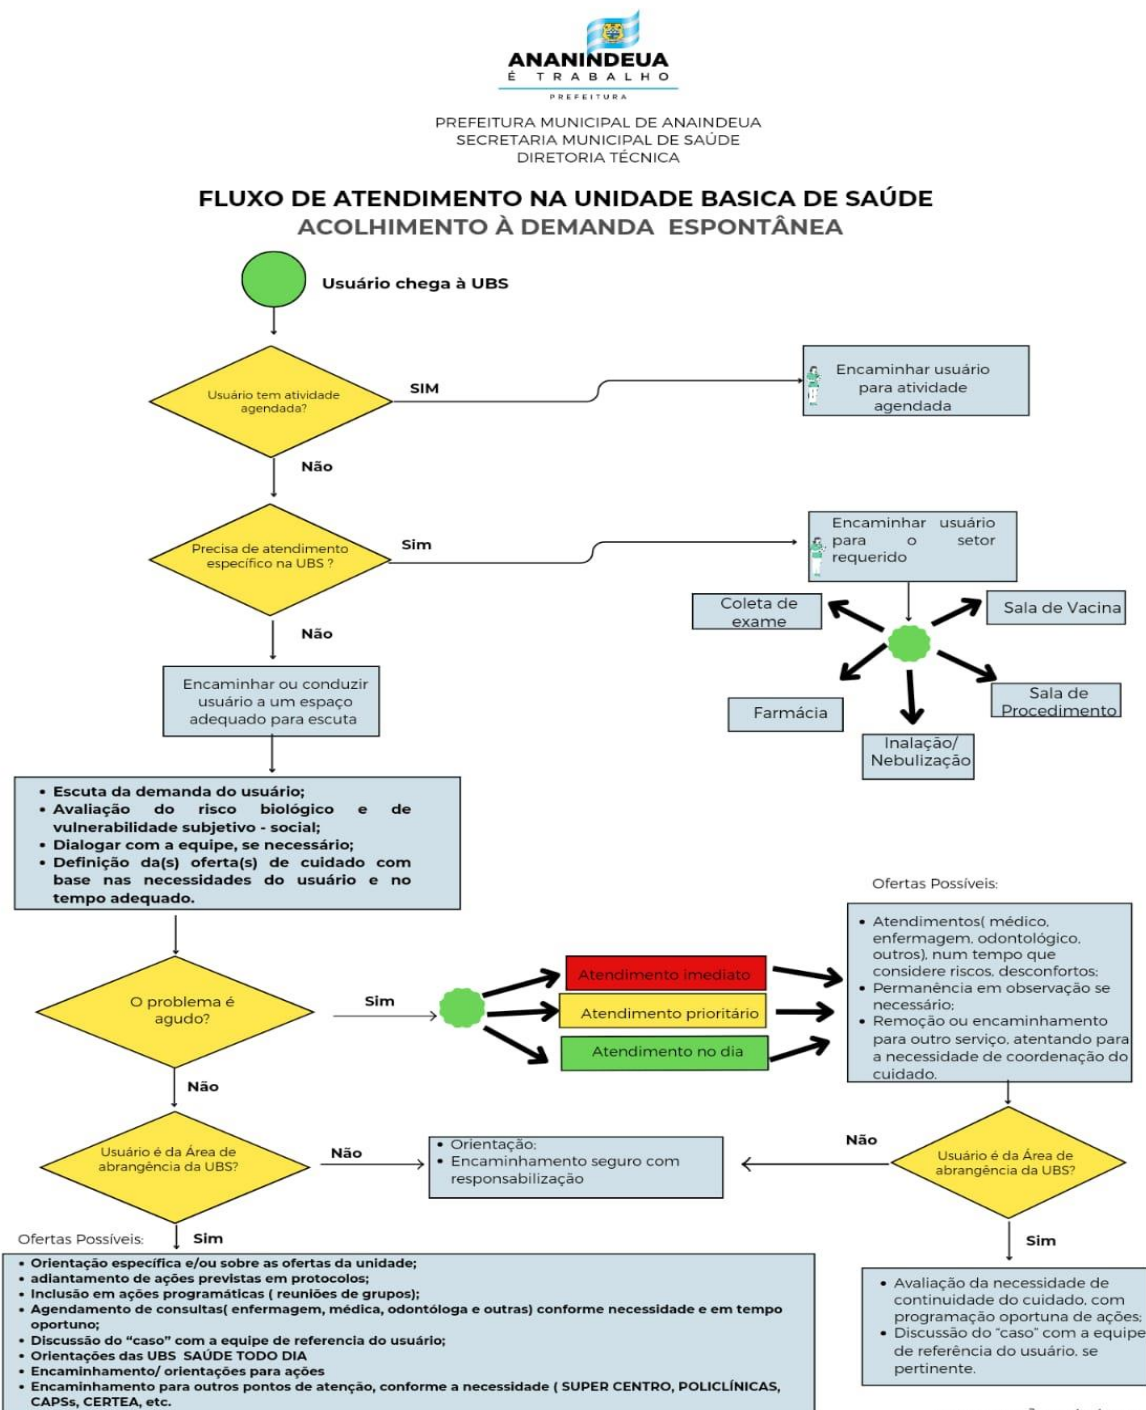 ANANINDEUA
É TRABALHO
PREFEITURA
PREFEITURA MUNICIPAL DE ANAINDEUA
SECRETARIA MUNICIPAL DE SAÚDE
DIRETORIA TÉCNICA
FLUXO DE ATENDIMENTO NA UNIDADE BASICA DE SAÚDE
ACOLHIMENTO À DEMANDA ESPONTÂNEA
Usuário chega à UBS
Usuário tem atividade
agendada?
SIM
Encaminhar usuário
para atividade
agendada
Não
Precisa de atendimento
específico na UBS ?
Sim
Encaminhar usuário
para o setor
requerido
Coleta de
exame
Sala de Vacina
Farmácia
Sala de
Procedimento
Inalação/
Nebulização
Não
Encaminhar ou conduzir
usuário a um espaço
adequado para escuta
• Escuta da demanda do usuário;
• Avaliação do risco biológico e de
vulnerabilidade subjetivo - social;
• Dialogar com a equipe, se necessário;
• Definição da(s) oferta(s) de cuidado com
base nas necessidades do usuário e no
tempo adequado.
O problema é
agudo?
Sim
Atendimento imediato
Atendimento prioritário
Atendimento no dia
Ofertas Possíveis:
• Atendimentos( médico,
enfermagem, odontológico,
outros), num tempo que
considere riscos, desconfortos;
• Permanência em observação se
necessário;
• Remoção ou encaminhamento
para outro serviço, atentando para
a necessidade de coordenação do
cuidado.
Não
Usuário é da Área de
abrangência da UBS?
Não
• Orientação;
• Encaminhamento seguro com
responsabilização
Não
Usuário é da Área de
abrangência da UBS?
Ofertas Possíveis:
Sim
• Orientação específica e/ou sobre as ofertas da unidade;
• adiantamento de ações previstas em protocolos;
• Inclusão em ações programáticas ( reuniões de grupos);
• Agendamento de consultas( enfermagem, médica, odontóloga e outras) conforme necessidade e em tempo
oportuno;
• Discussão do “caso” com a equipe de referencia do usuário;
• Orientações das UBS SAÚDE TODO DIA
• Encaminhamento/ orientações para ações
• Encaminhamento para outros pontos de atenção, conforme a necessidade ( SUPER CENTRO, POLICLÍNICAS,
CAPSs, CERTEA, etc.
Sim
• Avaliação da necessidade de
continuidade do cuidado, com
programação oportuna de ações;
• Discussão do “caso” com a equipe
de referência do usuário, se
pertinente.